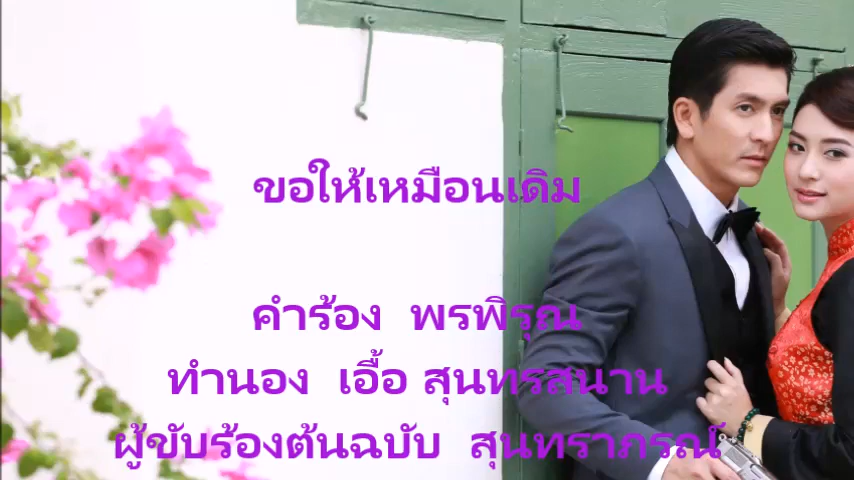 ขอให้เหมือนเดิม
คำร้อง พรพิรุณ
ทำนอง เอื้อ สุนทรสนาน
ผู้ขับร้องต้นฉบับ สุนทราภรณ์